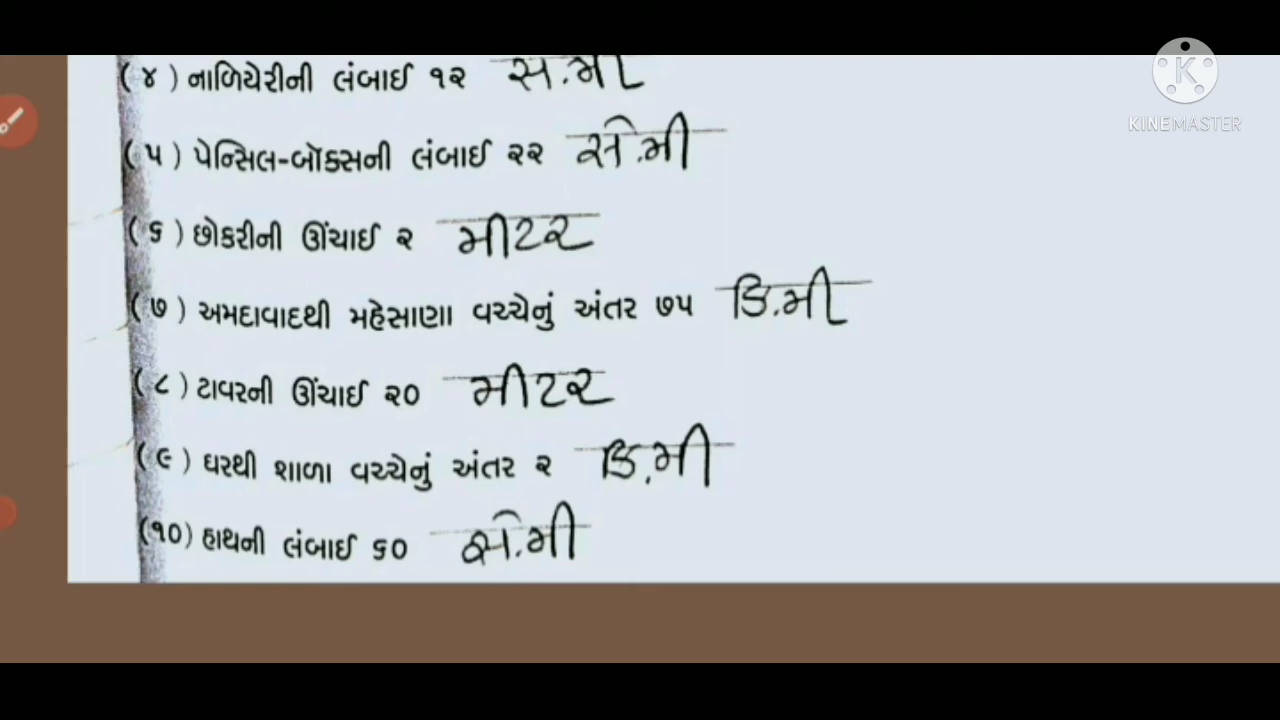 (૪) નાળિયેરીની લંબાઈ ૧૨ સે.મી
KINEMASTER
(૫) પેન્સિલ-બૉક્સની લંબાઈ ૨૨ સે.મી
(૬) છોકરીની ઊંચાઈ ૨ મીટર
(૭) અમદાવાદથી મહેસાણા વચ્ચેનું અંતર ૭૫ કિ.મી
(૮) ટાવરની ઊંચાઈ ૨૦ મીટર
(૯) ઘરથી શાળા વચ્ચેનું અંતર ૨ કિ.મી
(૧૦) હાથની લંબાઈ ૬૦ સે.મી